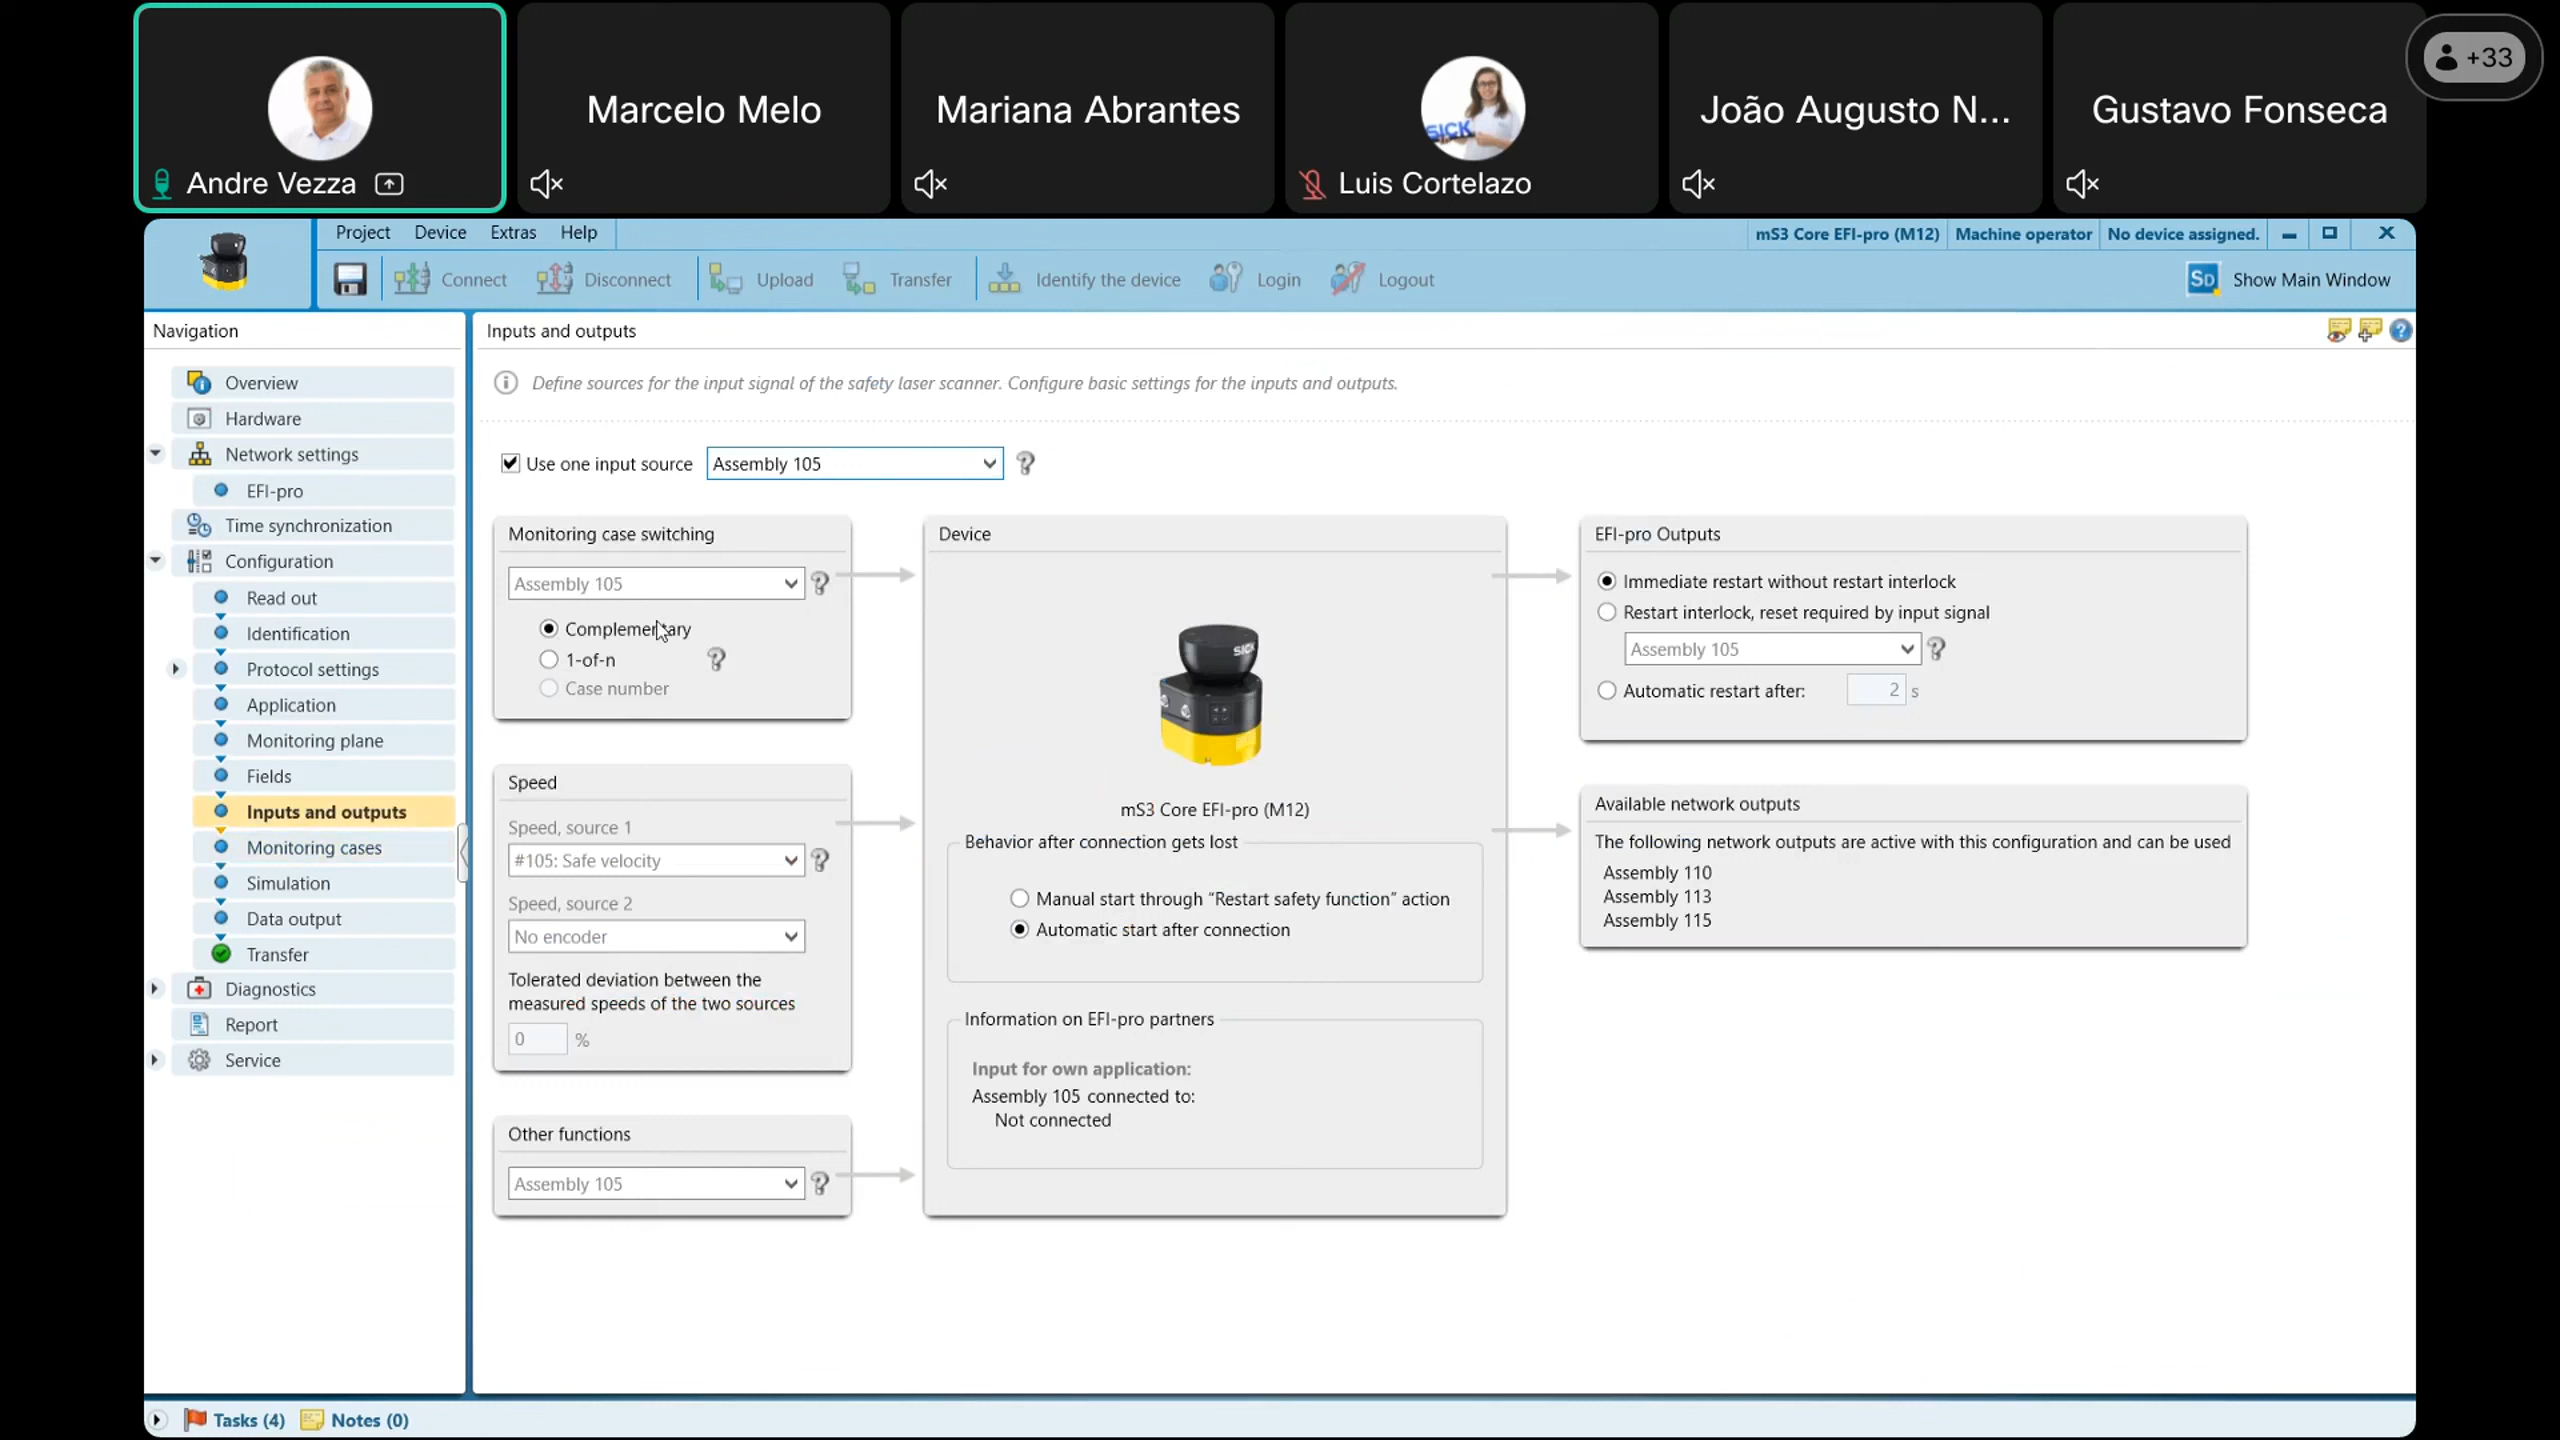 Andre Vezza
Marcelo Melo
Mariana Abrantes
SICK
Luis Cortelazo
João Augusto N...
Gustavo Fonseca
+33
Project Device Extras Help
mS3 Core EFI-pro (M12) Machine operator No device assigned.
Connect Disconnect Upload Transfer Identify the device Login Logout
SD Show Main Window
Navigation
Overview
Hardware
Network settings
EFI-pro
Time synchronization
Configuration
Read out
Identification
Protocol settings
Application
Monitoring plane
Fields
Inputs and outputs
Monitoring cases
Simulation
Data output
Transfer
Diagnostics
Report
Service
Inputs and outputs
Define sources for the input signal of the safety laser scanner. Configure basic settings for the inputs and outputs.
Use one input source Assembly 105
Monitoring case switching
Assembly 105
Complementary
1-of-n
Case number
Speed
Speed, source 1
#105: Safe velocity
Speed, source 2
No encoder
Tolerated deviation between the
measured speeds of the two sources
0 %
Other functions
Assembly 105
Device
SICK
mS3 Core EFI-pro (M12)
Behavior after connection gets lost
Manual start through “Restart safety function” action
Automatic start after connection
Information on EFI-pro partners
Input for own application:
Assembly 105 connected to:
Not connected
EFI-pro Outputs
Immediate restart without restart interlock
Restart interlock, reset required by input signal
Assembly 105
Automatic restart after: 2 s
Available network outputs
The following network outputs are active with this configuration and can be used
Assembly 110
Assembly 113
Assembly 115
Tasks (4) Notes (0)